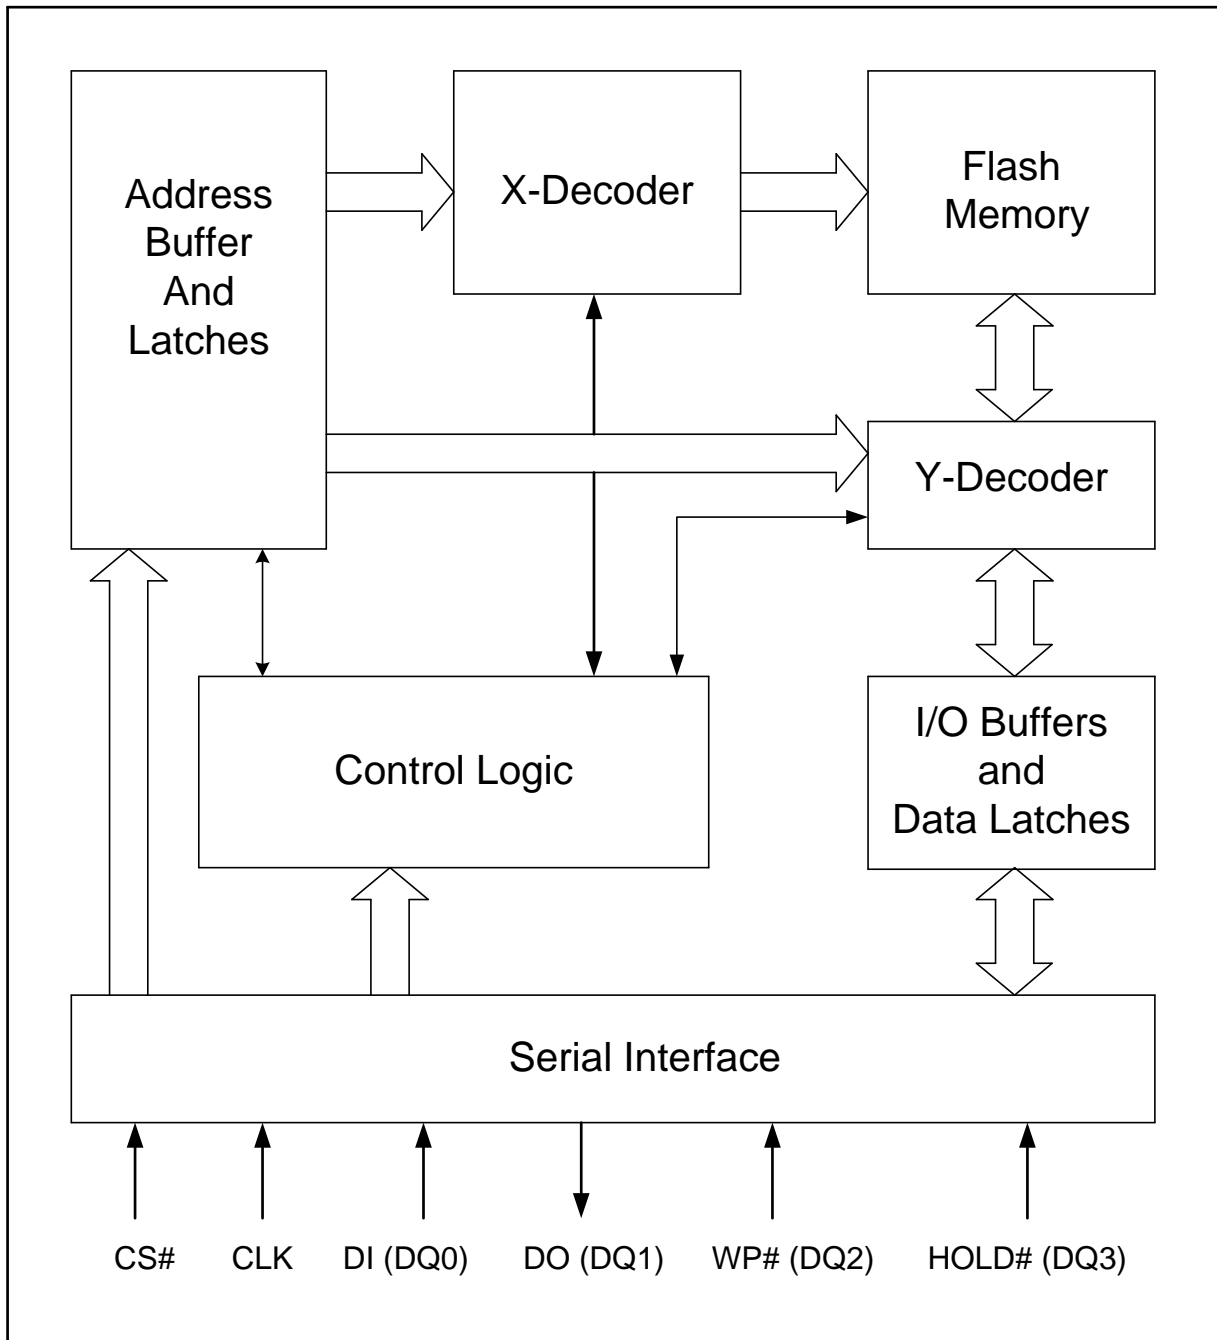 Address
Buffer
And
Latches
X-Decoder
Flash
Memory
Y-Decoder
Control Logic
I/O Buffers
and
Data Latches
Serial Interface
CS#
CLK
DI (DQ0)
DO (DQ1)
WP# (DQ2)
HOLD# (DQ3)